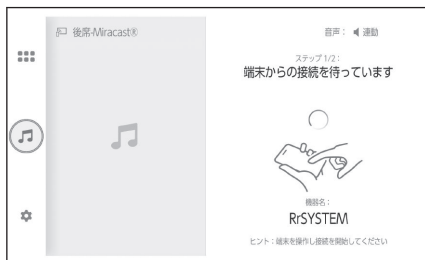 後席-Miracast®
音声： 連動
ステップ 1/2：
端末からの接続を待っています
機器名：
RrSYSTEM
ヒント：端末を操作し接続を開始してください